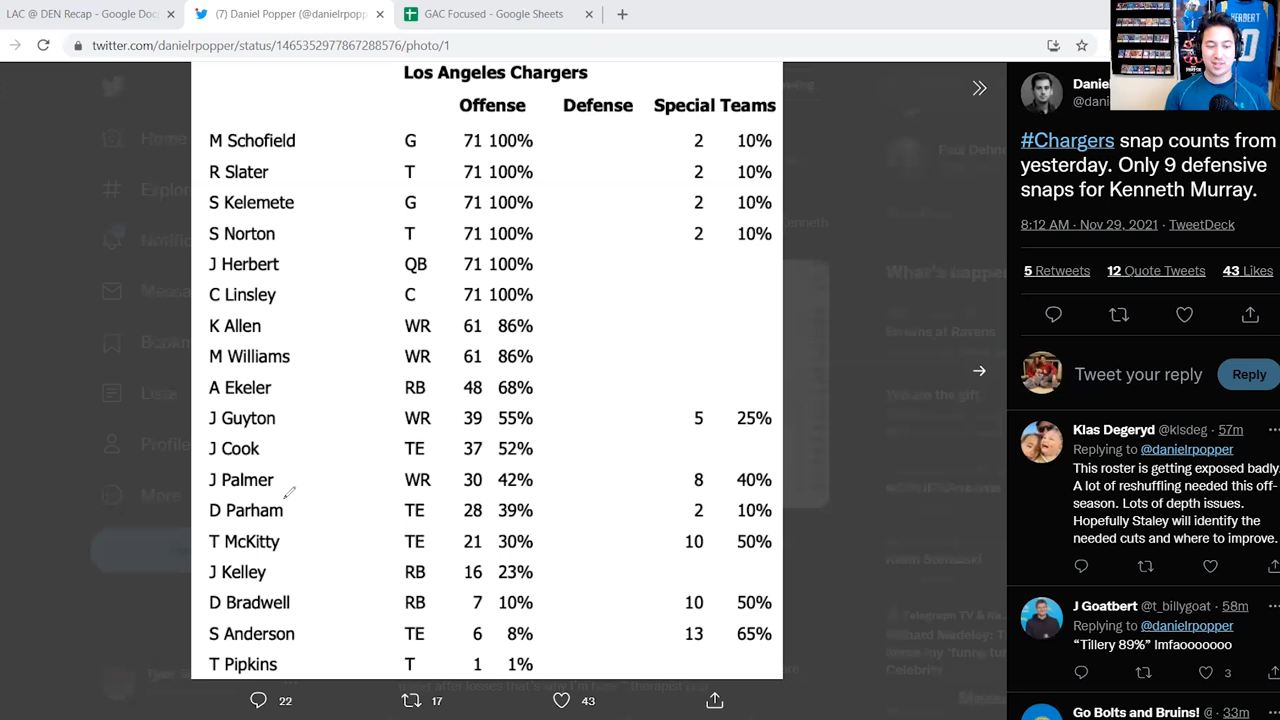 LAC @ DEN Recap - Google Doc
(7) Daniel Popper (@danielrpopp
GAC Focused - Google Sheets
twitter.com/danielrpopper/status/1465352977867288576/photo/1
Los Angeles Chargers
Offense Defense Special Teams
M Schofield G 71 100% 2 10%
R Slater T 71 100% 2 10%
S Kelemete G 71 100% 2 10%
S Norton T 71 100% 2 10%
J Herbert QB 71 100%
C Linsley C 71 100%
K Allen WR 61 86%
M Williams WR 61 86%
A Ekeler RB 48 68%
J Guyton WR 39 55% 5 25%
J Cook TE 37 52%
J Palmer WR 30 42% 8 40%
D Parham TE 28 39% 2 10%
T McKitty TE 21 30% 10 50%
J Kelley RB 16 23%
D Bradwell RB 7 10% 10 50%
S Anderson TE 6 8% 13 65%
T Pipkins T 1 1%
22 17 43
Home
Explor
Messa
Bookm
Lists
Profile
More
HERBERT
Daniel
@dani
#Chargers snap counts from
yesterday. Only 9 defensive
snaps for Kenneth Murray.
8:12 AM · Nov 29, 2021 · TweetDeck
5 Retweets 12 Quote Tweets 43 Likes
Tweet your reply
Reply
Klas Degeryd @klsdeg · 57m
Replying to @danielrpopper
This roster is getting exposed badly.
A lot of reshuffling needed this off-
season. Lots of depth issues.
Hopefully Staley will identify the
needed cuts and where to improve.
J Goatbert @t_billygoat · 58m
Replying to @danielrpopper
“Tillery 89%” lmfaooooooo
3
Go Bolts and Bruins! @ · 33m